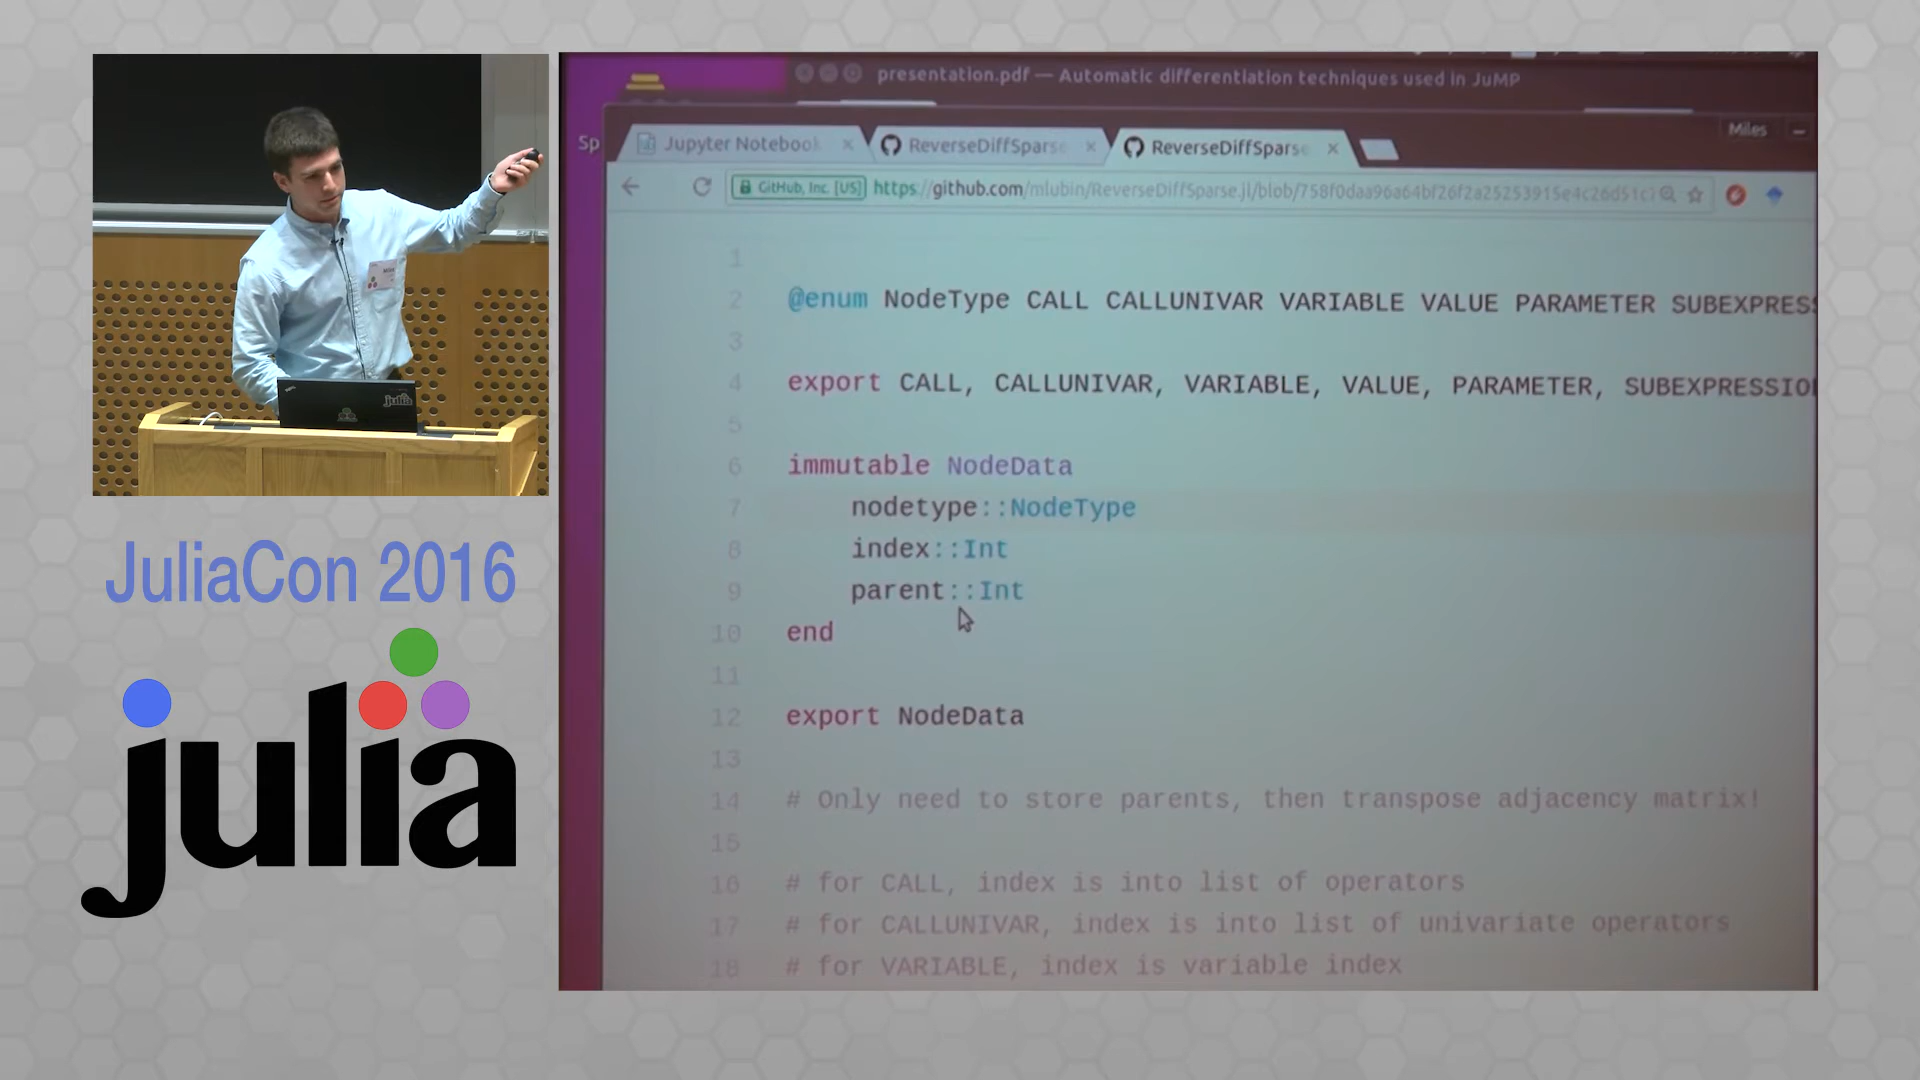 JuliaCon 2016
julia
julia
presentation.pdf — Automatic differentiation techniques used in JuMP
Sp
Jupyter Notebook
ReverseDiffSparse
ReverseDiffSparse
Miles
GitHub, Inc. [US] https://github.com/mlubin/ReverseDiffSparse.jl/blob/758f0daa96a64bf26f2a25253915e4c26d51c
1
2 @enum NodeType CALL CALLUNIVAR VARIABLE VALUE PARAMETER SUBEXPRESS
3
4 export CALL, CALLUNIVAR, VARIABLE, VALUE, PARAMETER, SUBEXPRESSIO
5
6 immutable NodeData
7 nodetype::NodeType
8 index::Int
9 parent::Int
10 end
11
12 export NodeData
13
14 # Only need to store parents, then transpose adjacency matrix!
15
16 # for CALL, index is into list of operators
17 # for CALLUNIVAR, index is into list of univariate operators
18 # for VARIABLE, index is variable index